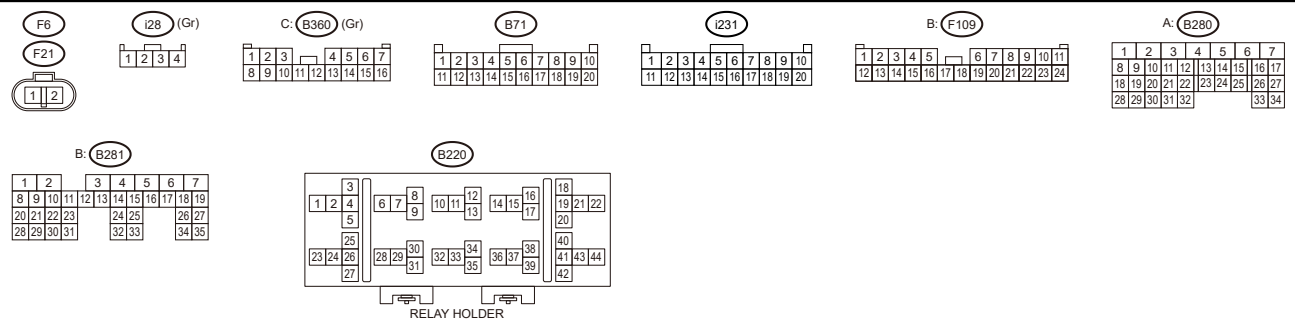 F6
F21
1 2
i28 (Gr)
1 2 3 4
C: B360 (Gr)
1 2 3 4 5 6 7
8 9 10 11 12 13 14 15 16
B71
1 2 3 4 5 6 7 8 9 10
11 12 13 14 15 16 17 18 19 20
i231
1 2 3 4 5 6 7 8 9 10
11 12 13 14 15 16 17 18 19 20
B: F109
1 2 3 4 5 6 7 8 9 10 11
12 13 14 15 16 17 18 19 20 21 22 23 24
A: B280
1 2 3 4 5 6 7
8 9 10 11 12 13 14 15 16 17
18 19 20 21 22 23 24 25 26 27
28 29 30 31 32 33 34
B: B281
1 2 3 4 5 6 7
8 9 10 11 12 13 14 15 16 17 18 19
20 21 22 23 24 25 26 27
28 29 30 31 32 33 34 35
B220
3 18
8 12 16
1 2 4 6 7 10 11 14 15 19 21 22
9 13 17
5 20
25 40
30 34 38
23 24 26 28 29 32 33 36 37 41 43 44
31 35 39
27 42
RELAY HOLDER